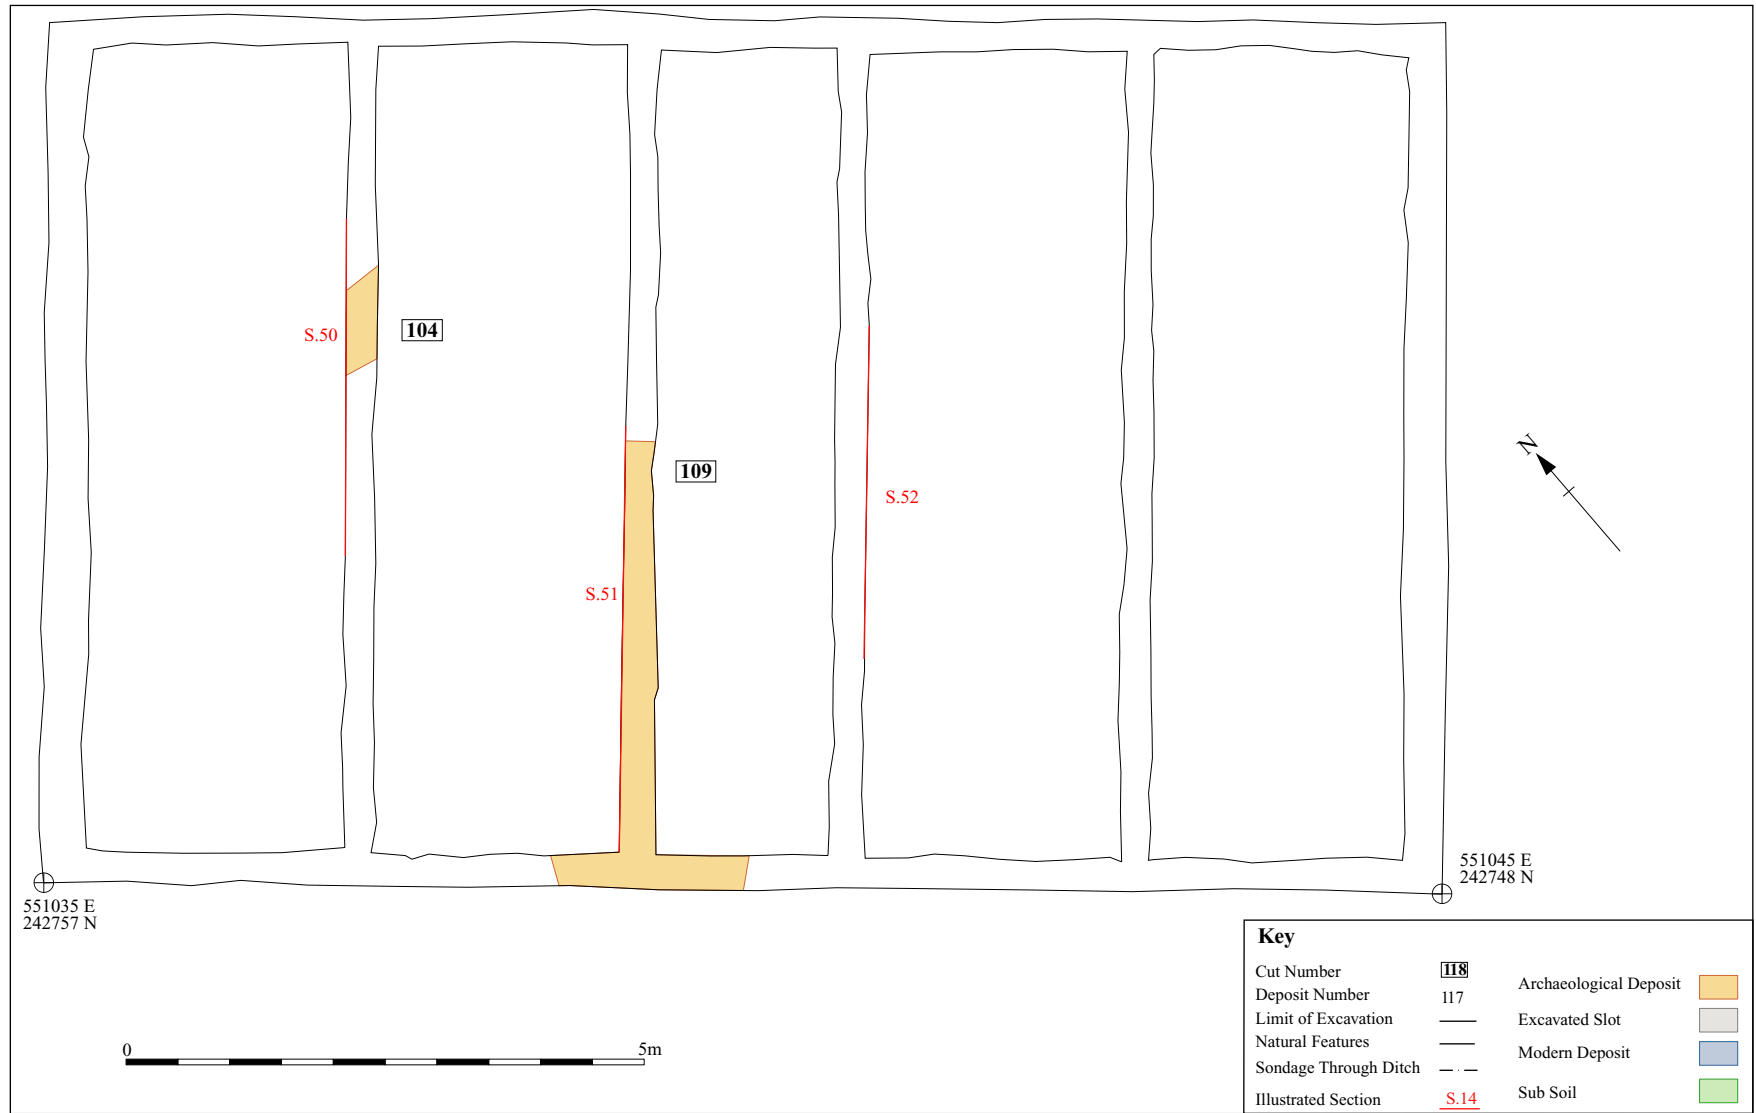 S.50
104
109
S.52
S.51
N
551035 E
242757 N
551045 E
242748 N
0 5m
Key
Cut Number 118
Deposit Number 117
Limit of Excavation
Natural Features
Sondage Through Ditch
Illustrated Section S.14
Archaeological Deposit
Excavated Slot
Modern Deposit
Sub Soil